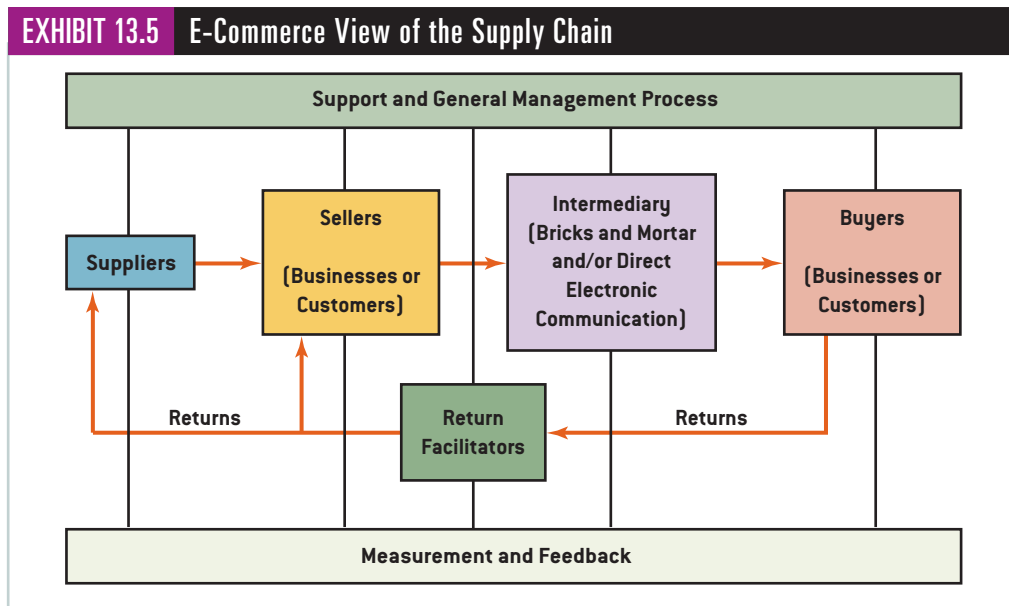 EXHIBIT 13.5 E-Commerce View of the Supply Chain
Support and General Management Process
Suppliers
Sellers
(Businesses or
Customers)
Intermediary
(Bricks and Mortar
and/or Direct
Electronic
Communication)
Buyers
(Businesses or
Customers)
Returns
Return
Facilitators
Returns
Measurement and Feedback